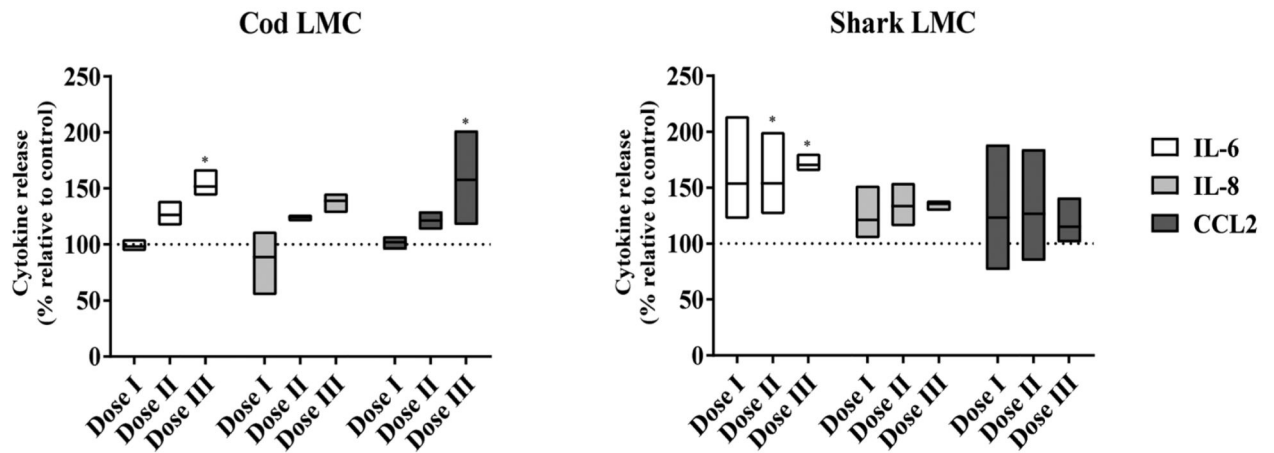 Cod LMC
Cytokine release
(% relative to control)
250
200
150
100
50
0
*
*
Dose I
Dose II
Dose III
Dose I
Dose II
Dose III
Dose I
Dose II
Dose III
Shark LMC
Cytokine release
(% relative to control)
250
200
150
100
50
0
*
*
Dose I
Dose II
Dose III
Dose I
Dose II
Dose III
Dose I
Dose II
Dose III
IL-6
IL-8
CCL2